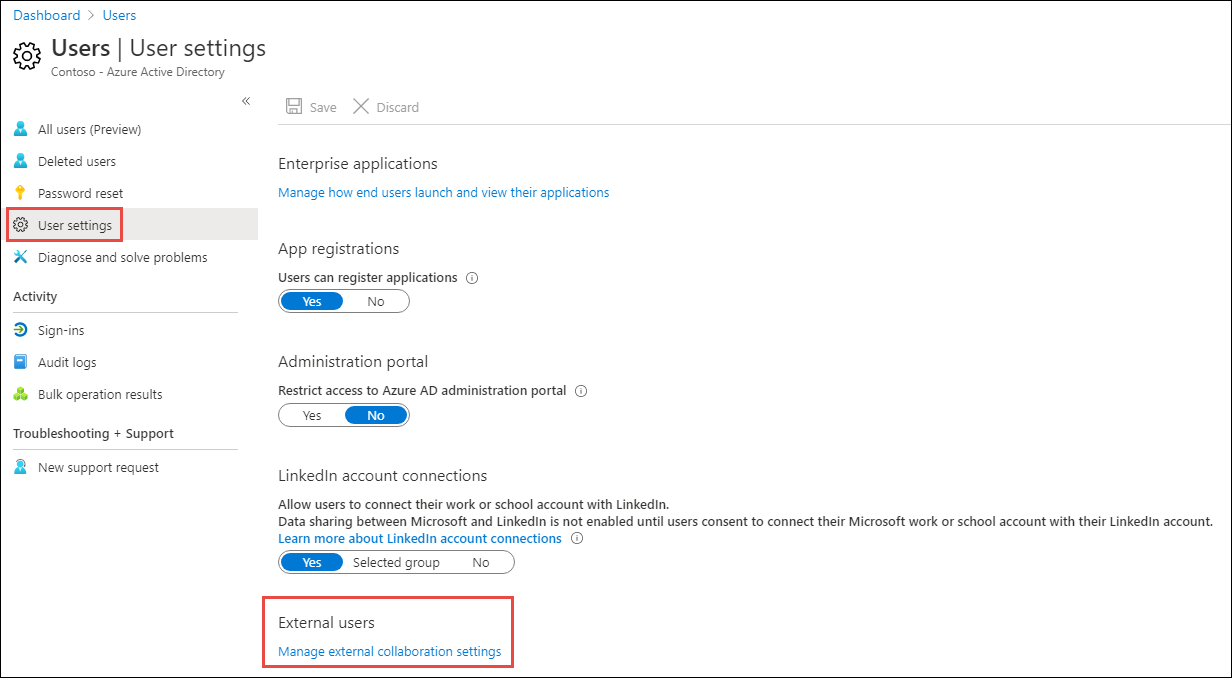 Dashboard > Users
Users | User settings
Contoso - Azure Active Directory
«
All users (Preview)
Deleted users
Password reset
User settings
Diagnose and solve problems
Activity
Sign-ins
Audit logs
Bulk operation results
Troubleshooting + Support
New support request
Save Discard
Enterprise applications
Manage how end users launch and view their applications
App registrations
Users can register applications
Yes No
Administration portal
Restrict access to Azure AD administration portal
Yes No
LinkedIn account connections
Allow users to connect their work or school account with LinkedIn.
Data sharing between Microsoft and LinkedIn is not enabled until users consent to connect their Microsoft work or school account with their LinkedIn account.
Learn more about LinkedIn account connections
Yes Selected group No
External users
Manage external collaboration settings